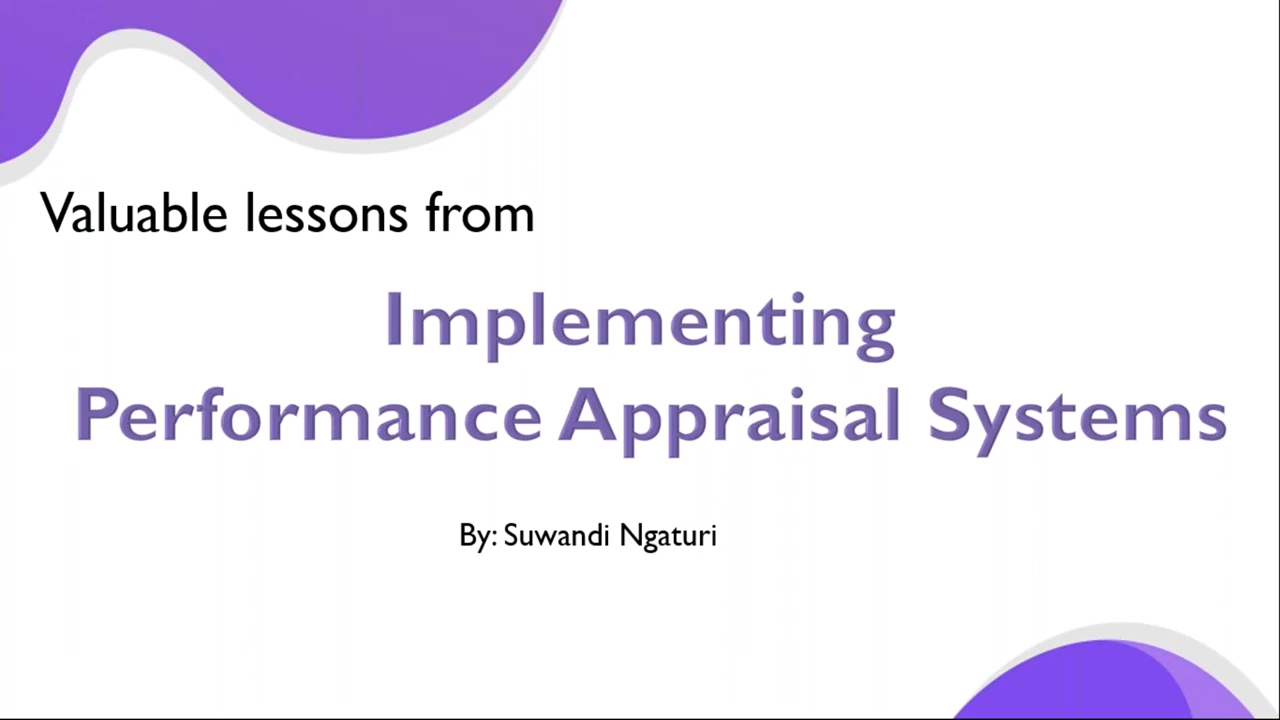 Valuable lessons from
Implementing
Performance Appraisal Systems
By: Suwandi Ngaturi